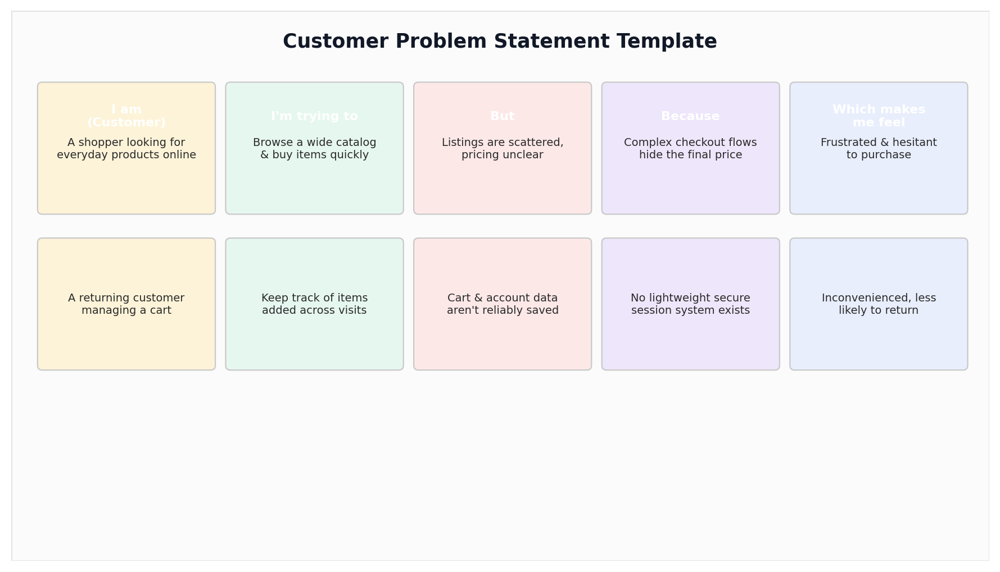 Customer Problem Statement Template
I am
(Customer)
A shopper looking for
everyday products online
I'm trying to
Browse a wide catalog
& buy items quickly
But
Listings are scattered,
pricing unclear
Because
Complex checkout flows
hide the final price
Which makes
me feel
Frustrated & hesitant
to purchase
A returning customer
managing a cart
Keep track of items
added across visits
Cart & account data
aren't reliably saved
No lightweight secure
session system exists
Inconvenienced, less
likely to return